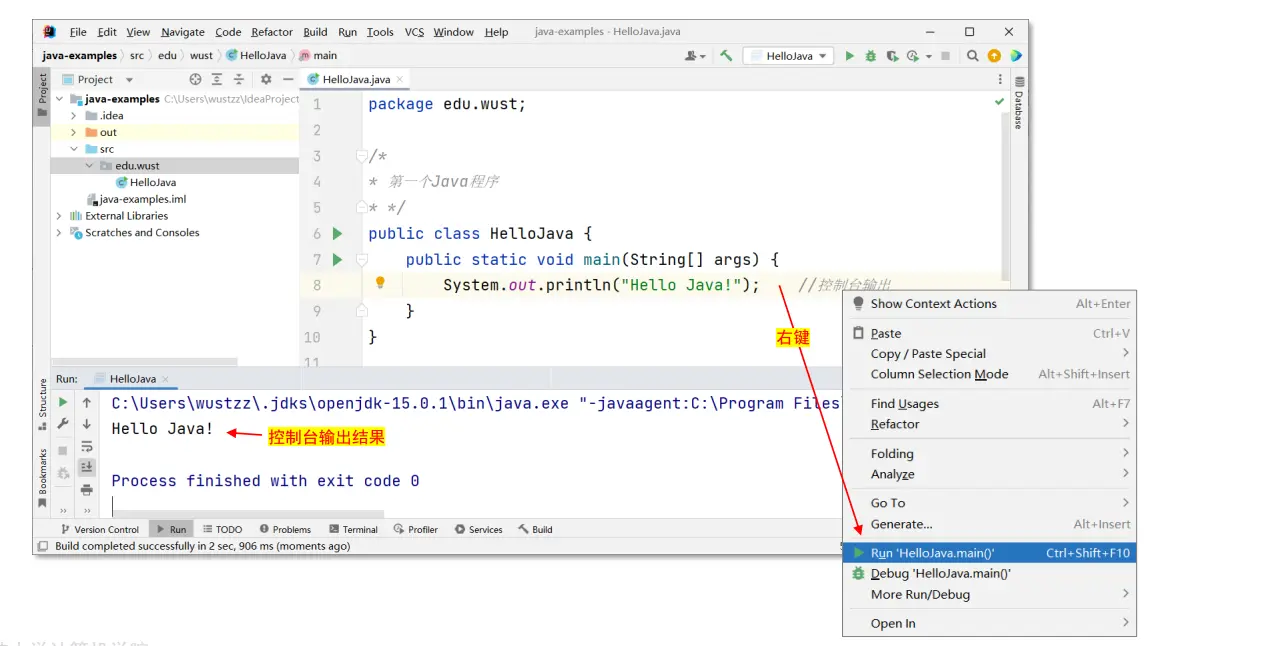 File Edit View Navigate Code Refactor Build Run Tools VCS Window Help java-examples - HelloJava.java
java-examples src edu wust HelloJava main HelloJava
Project
Project
HelloJava.java
java-examples C:\Users\wustzz\IdeaProject
.idea
out
src
edu.wust
HelloJava
java-examples.iml
External Libraries
Scratches and Consoles
1 package edu.wust;
2
3 /*
4 * 第一个Java程序
5 * */
6 public class HelloJava {
7 public static void main(String[] args) {
8 System.out.println("Hello Java!"); //控制台输出
9 }
10 }
11
Database
右键
Show Context Actions Alt+Enter
Paste Ctrl+V
Copy / Paste Special
Column Selection Mode Alt+Shift+Insert
Find Usages Alt+F7
Refactor
Folding
Analyze
Go To
Generate... Alt+Insert
Run 'HelloJava.main()' Ctrl+Shift+F10
Debug 'HelloJava.main()'
More Run/Debug
Open In
Structure
Bookmarks
Run: HelloJava
C:\Users\wustzz\.jdks\openjdk-15.0.1\bin\java.exe "-javaagent:C:\Program Files
Hello Java!
控制台输出结果
Process finished with exit code 0
Version Control Run TODO Problems Terminal Profiler Services Build
Build completed successfully in 2 sec, 906 ms (moments ago)